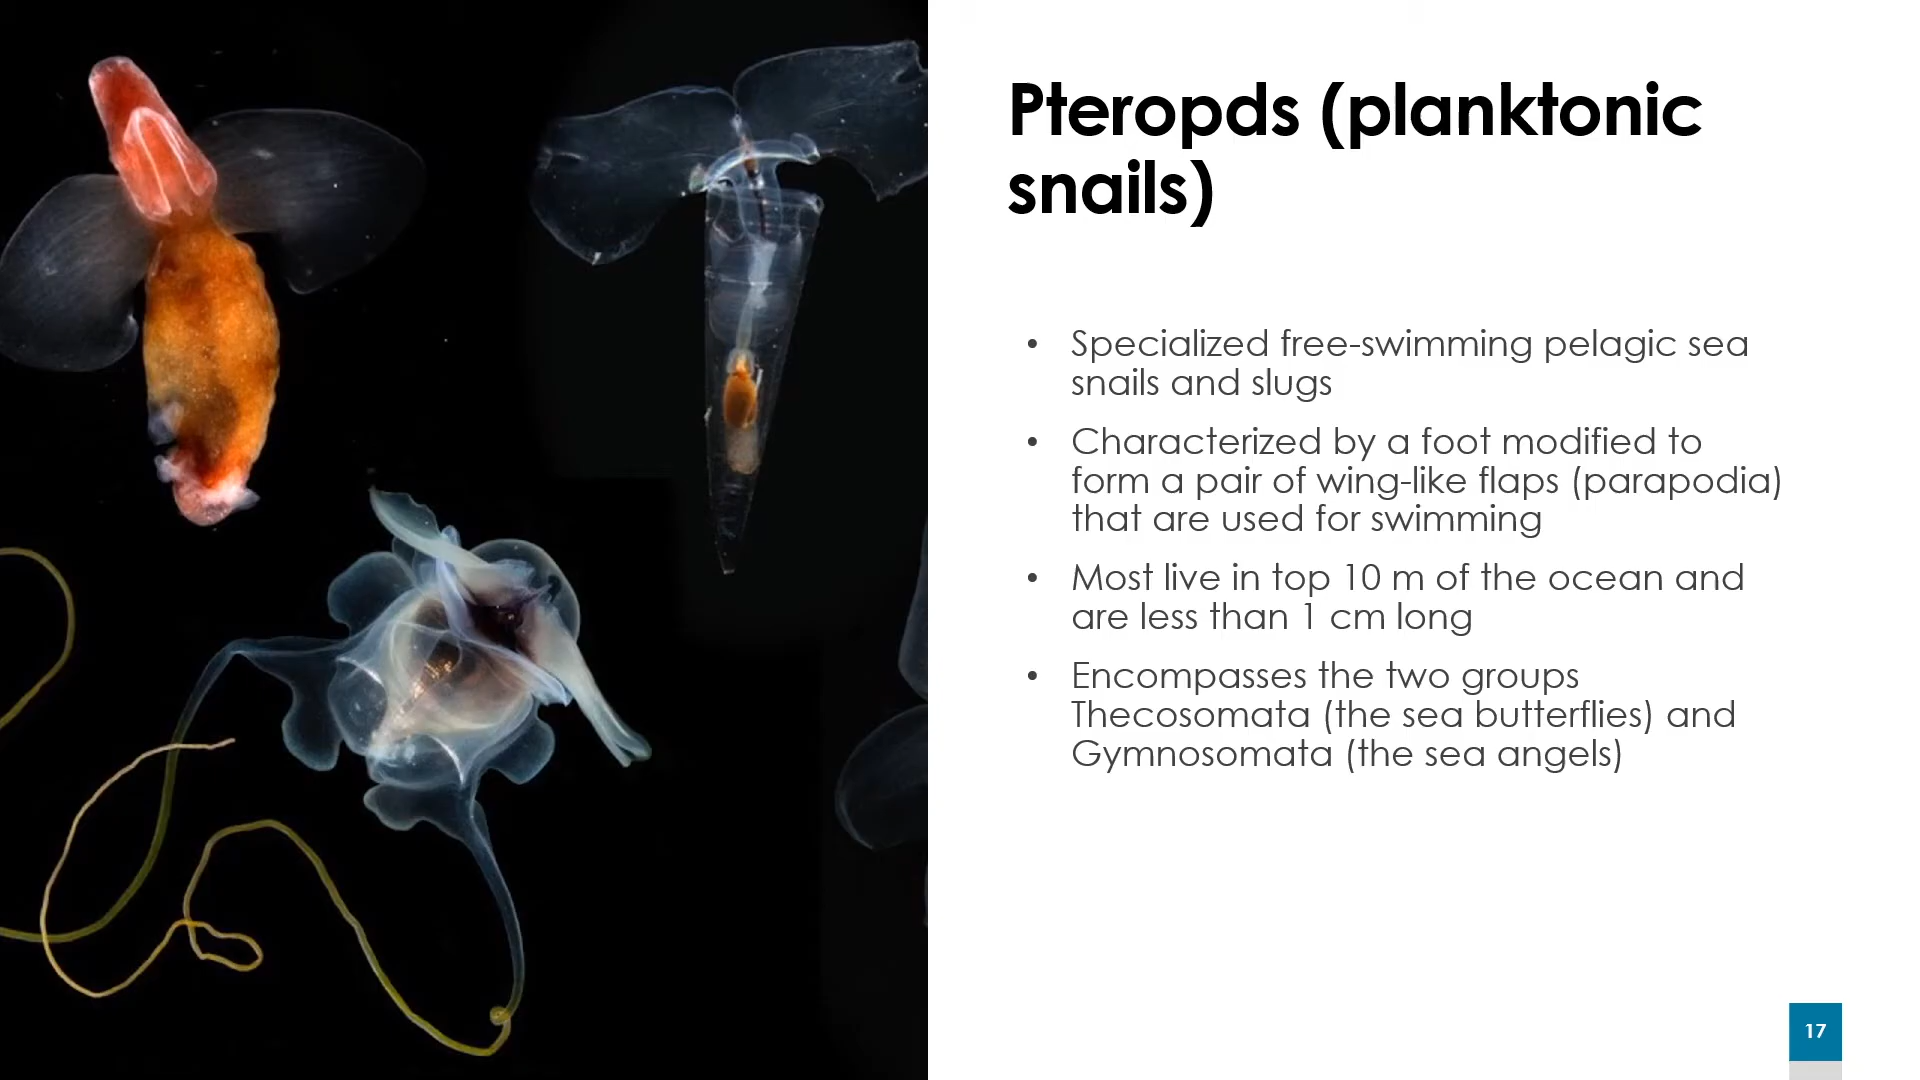 Pteropds (planktonic
snails)
• Specialized free-swimming pelagic sea
snails and slugs
• Characterized by a foot modified to
form a pair of wing-like flaps (parapodia)
that are used for swimming
• Most live in top 10 m of the ocean and
are less than 1 cm long
• Encompasses the two groups
Thecosomata (the sea butterflies) and
Gymnosomata (the sea angels)
17